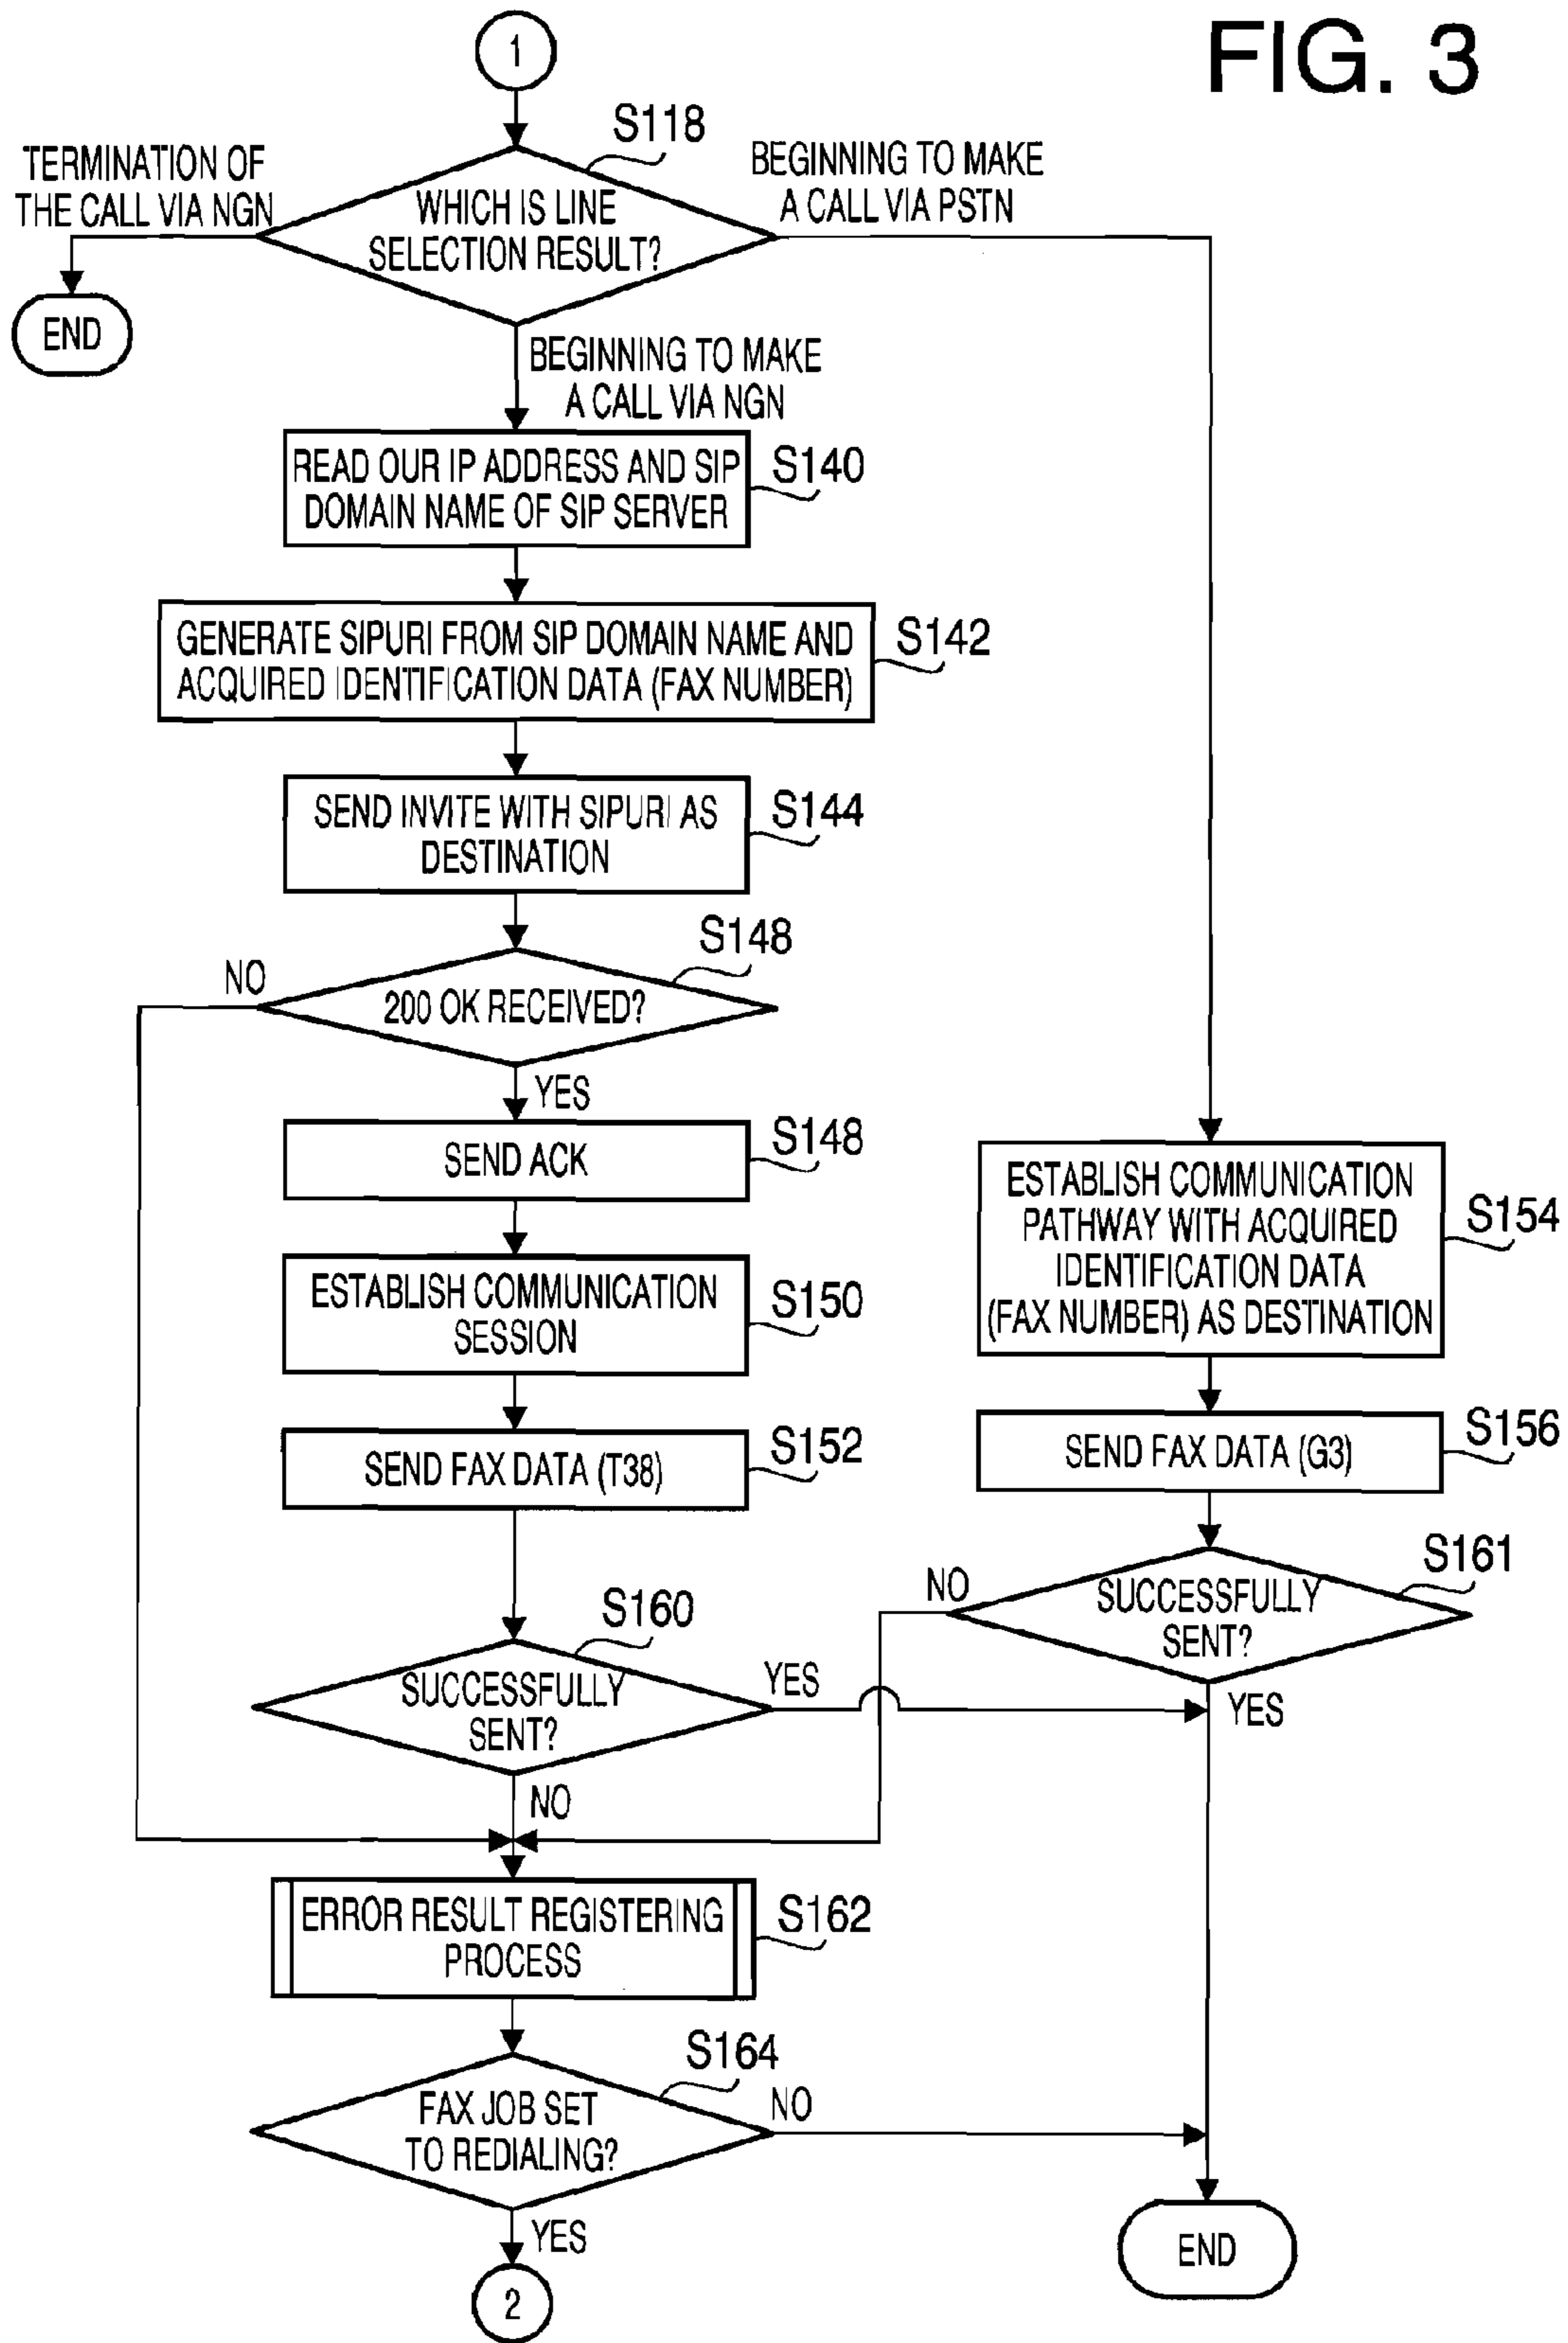 FIG. 3
1
S118
TERMINATION OF
THE CALL VIA NGN
BEGINNING TO MAKE
A CALL VIA PSTN
WHICH IS LINE
SELECTION RESULT?
END
BEGINNING TO MAKE
A CALL VIA NGN
READ OUR IP ADDRESS AND SIP
DOMAIN NAME OF SIP SERVER
S140
GENERATE SIPURI FROM SIP DOMAIN NAME AND
ACQUIRED IDENTIFICATION DATA (FAX NUMBER)
S142
SEND INVITE WITH SIPURI AS
DESTINATION
S144
S148
NO
200 OK RECEIVED?
YES
SEND ACK
S148
ESTABLISH COMMUNICATION
SESSION
S150
SEND FAX DATA (T38)
S152
ESTABLISH COMMUNICATION
PATHWAY WITH ACQUIRED
IDENTIFICATION DATA
(FAX NUMBER) AS DESTINATION
S154
SEND FAX DATA (G3)
S156
S161
NO
SUCCESSFULLY
SENT?
YES
S160
SUCCESSFULLY
SENT?
YES
NO
ERROR RESULT REGISTERING
PROCESS
S162
S164
FAX JOB SET
TO REDIALING?
NO
YES
2
END